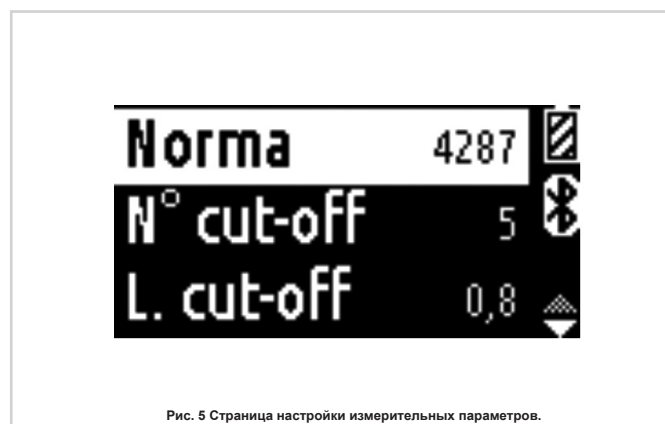 Norma 4287
N° cut-off 5
L. cut-off 0,8
Рис. 5 Страница настройки измерительных параметров.